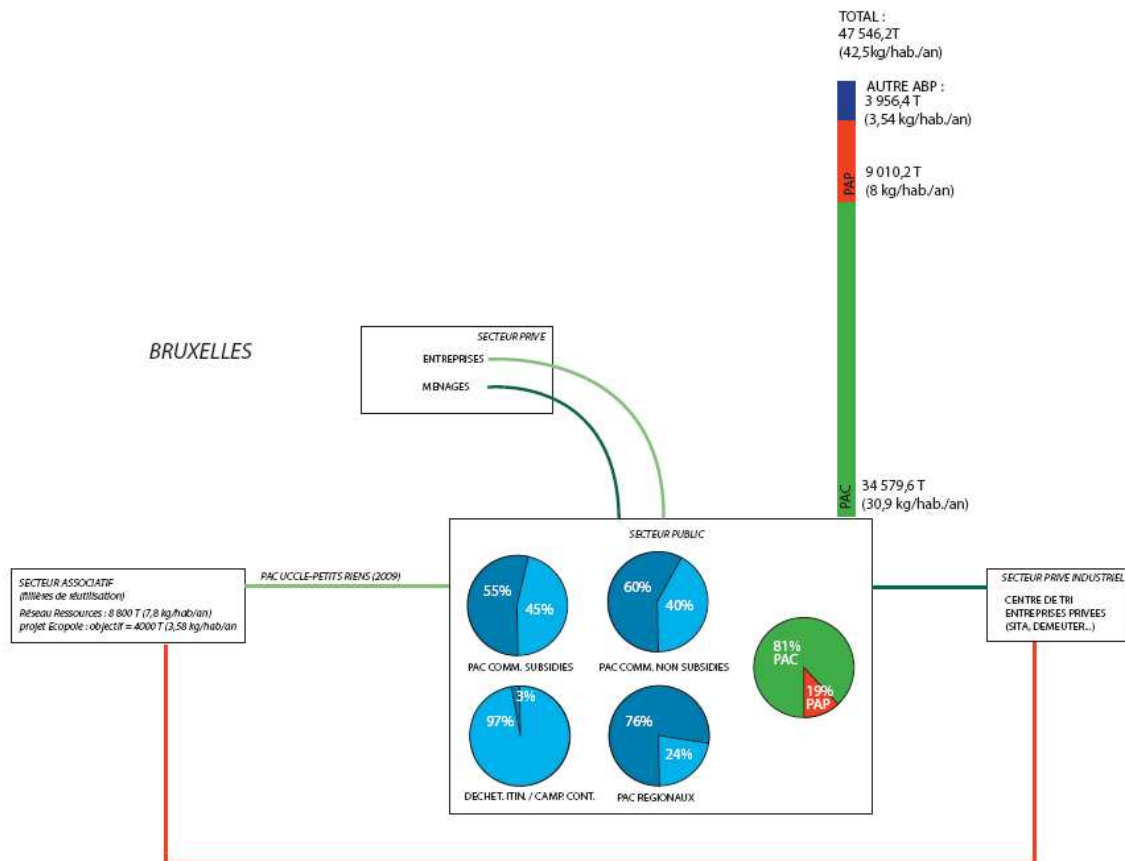 TOTAL :
47 546,2T
(42,5kg/hab./an)
AUTRE ABP :
3 956,4 T
(3,54 kg/hab./an)
PAP
9 010,2 T
(8 kg/hab./an)
PAC
34 579,6 T
(30,9 kg/hab./an)
BRUXELLES
SECTEUR PRIVE
ENTREPRISES
MENAGES
SECTEUR PUBLIC
55%
45%
PAC COMM. SUBSIDIES
60%
40%
PAC COMM. NON SUBSIDIES
97%
3%
DECHET. ITIN. / CAMP. CONT.
76%
24%
PAC REGIONAUX
81%
PAC
19%
PAP
PAC UCCLE-PETITS RIENS (2009)
SECTEUR ASSOCIATIF
(fillières de réutilisation)
Réseau Ressources : 8 800 T (7,8 kg/hab/an)
projet Ecopole : objectif = 4000 T (3,58 kg/hab/an
SECTEUR PRIVE INDUSTRIEL
CENTRE DE TRI
ENTREPRISES PRIVEES
(SITA, DEMEUTER...)